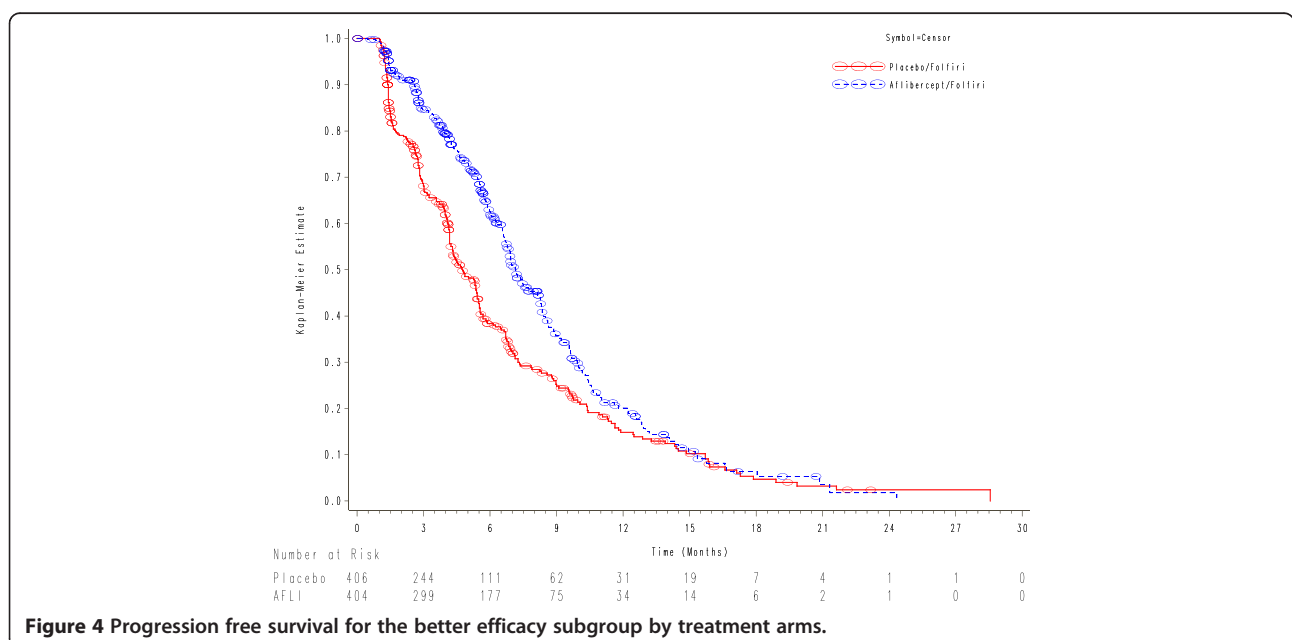 Symbol=Censor
Placebo/Folfiri
Aflibercept/Folfiri
Kaplan-Meier Estimate
1.0
0.9
0.8
0.7
0.6
0.5
0.4
0.3
0.2
0.1
0.0
0 3 6 9 12 15 18 21 24 27 30
Time (Months)
Number at Risk
Placebo 406 244 111 62 31 19 7 4 1 1 0
AFLI 404 299 177 75 34 14 6 2 1 0 0
Figure 4 Progression free survival for the better efficacy subgroup by treatment arms.